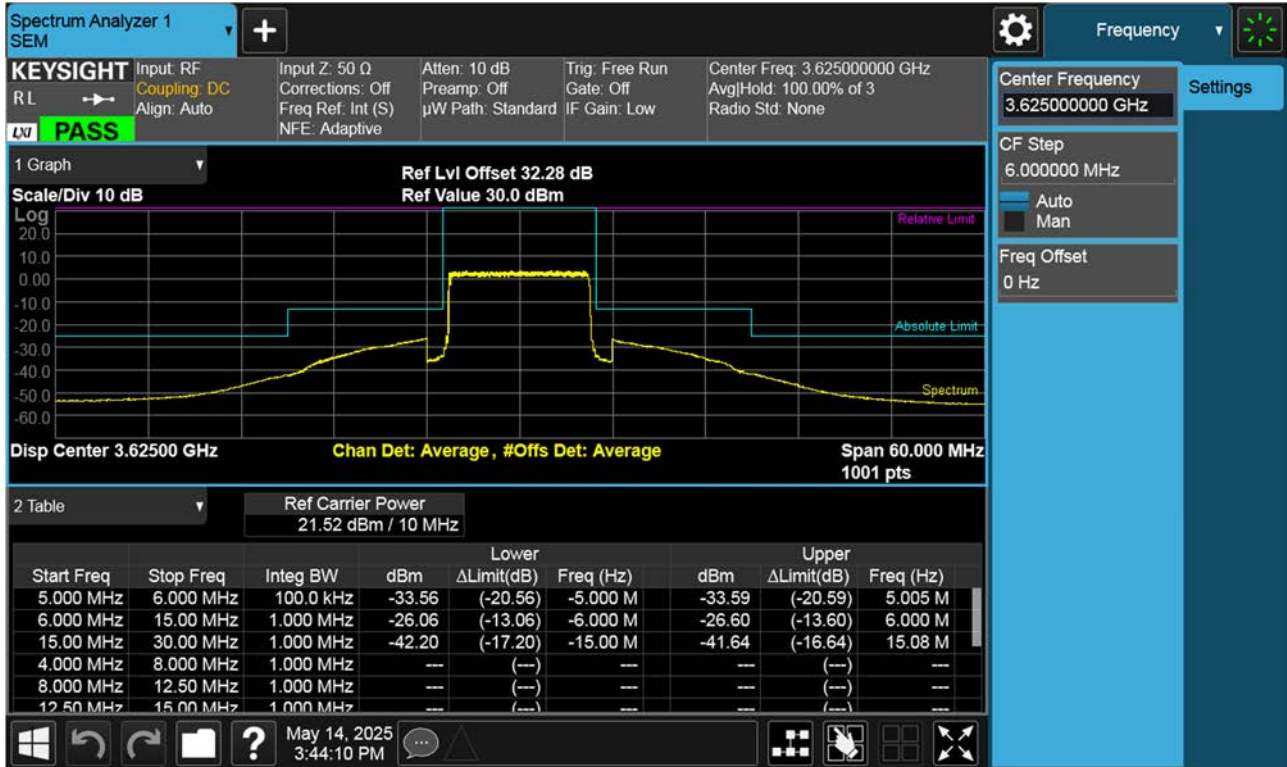 Spectrum Analyzer 1
SEM
Frequency
KEYSIGHT
RL
LXI
PASS
Input: RF
Coupling: DC
Align: Auto
Input Z: 50 Ω
Corrections: Off
Freq Ref: Int (S)
NFE: Adaptive
Atten: 10 dB
Preamp: Off
µW Path: Standard
Trig: Free Run
Gate: Off
IF Gain: Low
Center Freq: 3.625000000 GHz
Avg|Hold: 100.00% of 3
Radio Std: None
Center Frequency
3.625000000 GHz
Settings
CF Step
6.000000 MHz
Auto
Man
Freq Offset
0 Hz
1 Graph
Ref Lvl Offset 32.28 dB
Scale/Div 10 dB
Ref Value 30.0 dBm
Log
Relative Limit
20.0
10.0
0.00
-10.0
-20.0
Absolute Limit
-30.0
-40.0
-50.0
Spectrum
-60.0
Disp Center 3.62500 GHz
Chan Det: Average, #Offs Det: Average
Span 60.000 MHz
1001 pts
2 Table
Ref Carrier Power
21.52 dBm / 10 MHz
Lower Upper
Start Freq Stop Freq Integ BW dBm ΔLimit(dB) Freq (Hz) dBm ΔLimit(dB) Freq (Hz)
5.000 MHz 6.000 MHz 100.0 kHz -33.56 (-20.56) -5.000 M -33.59 (-20.59) 5.005 M
6.000 MHz 15.00 MHz 1.000 MHz -26.06 (-13.06) -6.000 M -26.60 (-13.60) 6.000 M
15.00 MHz 30.00 MHz 1.000 MHz -42.20 (-17.20) -15.00 M -41.64 (-16.64) 15.08 M
4.000 MHz 8.000 MHz 1.000 MHz --- (---) --- --- (---) ---
8.000 MHz 12.50 MHz 1.000 MHz --- (---) --- --- (---) ---
12.50 MHz 15.00 MHz 1.000 MHz --- (---) --- --- (---) ---
May 14, 2025
3:44:10 PM